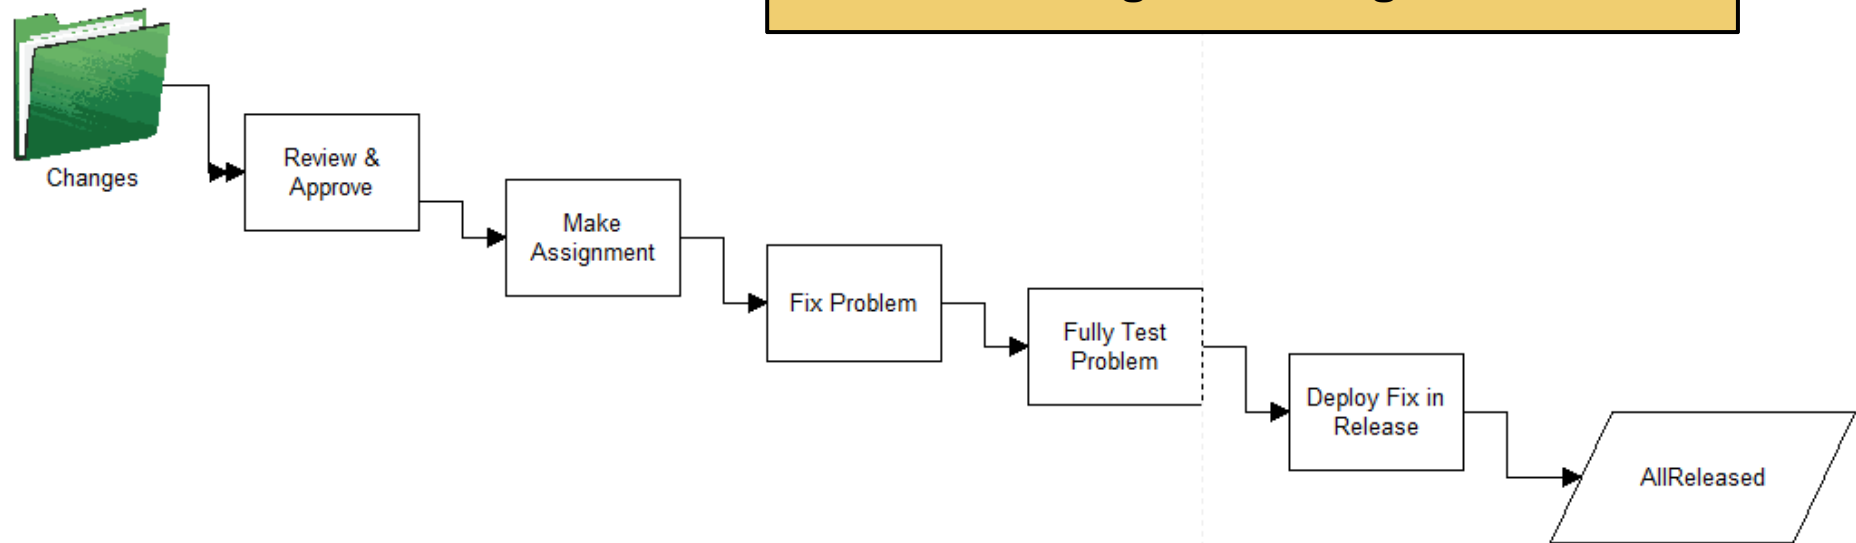 Changes
Review &
Approve
Make
Assignment
Fix Problem
Fully Test
Problem
Deploy Fix in
Release
AllReleased